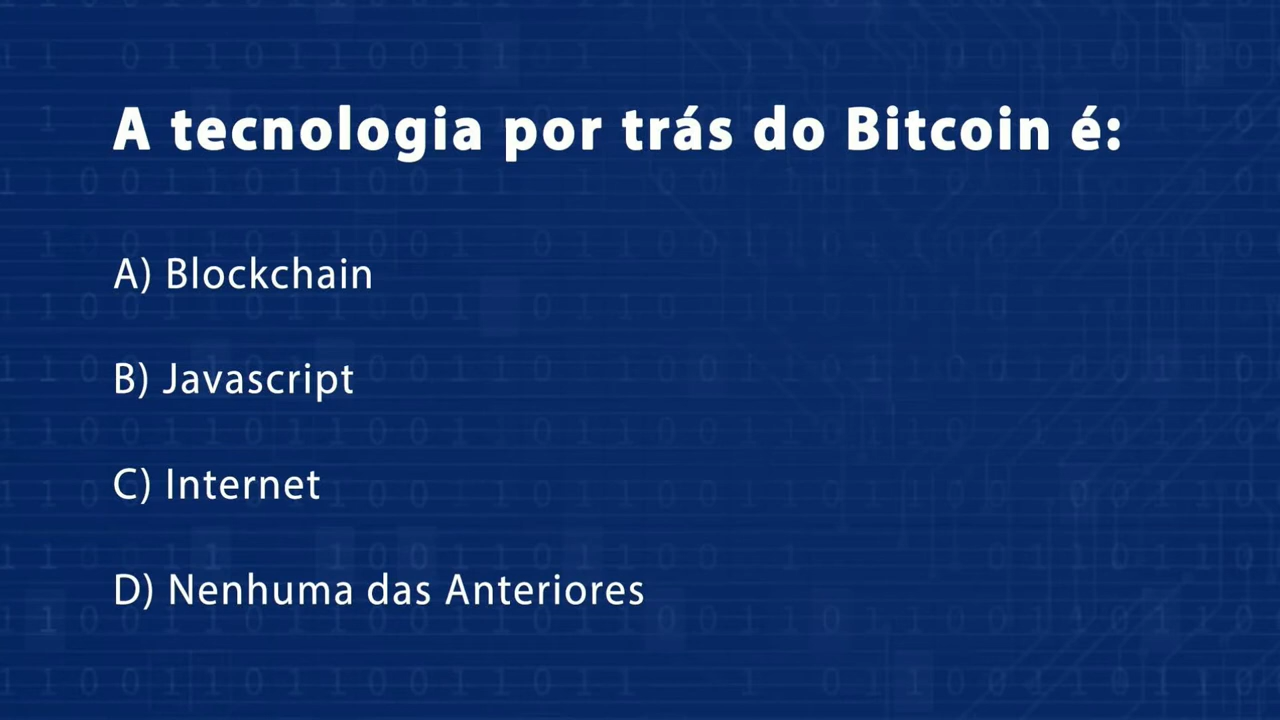 A tecnologia por trás do Bitcoin é:
A) Blockchain
B) Javascript
C) Internet
D) Nenhuma das Anteriores